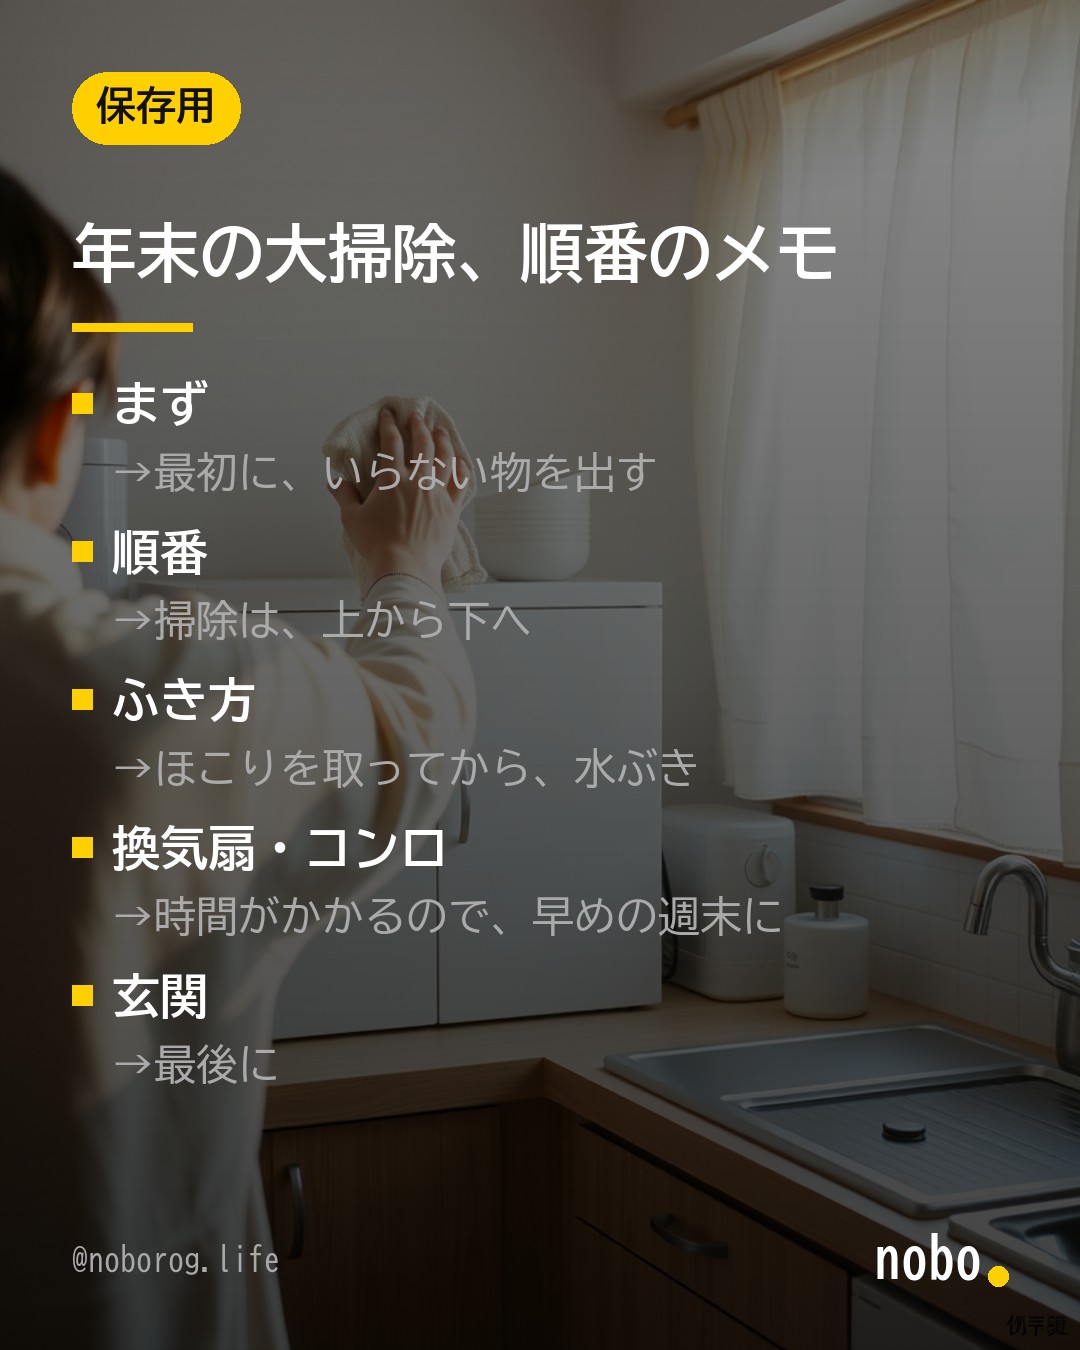 保存用
年末の大掃除、順番のメモ
まず
→最初に、いらない物を出す
順番
→掃除は、上から下へ
ふき方
→ほこりを取ってから、水ぶき
換気扇・コンロ
→時間がかかるので、早めの週末に
玄関
→最後に
@noborog.life
nobo.